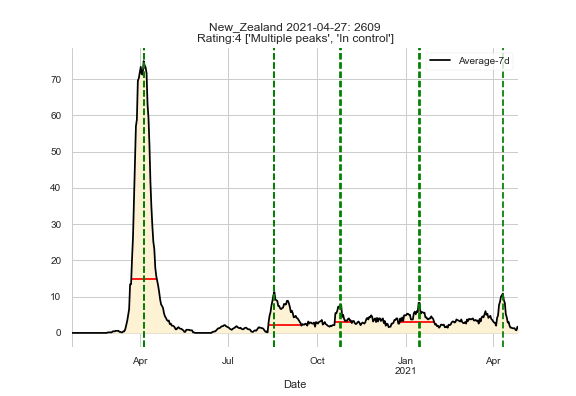 New_Zealand 2021-04-27: 2609
Rating:4 ['Multiple peaks', 'In control']
Average-7d
70
60
50
40
30
20
10
0
Apr
Jul
Oct
Jan
2021
Apr
Date